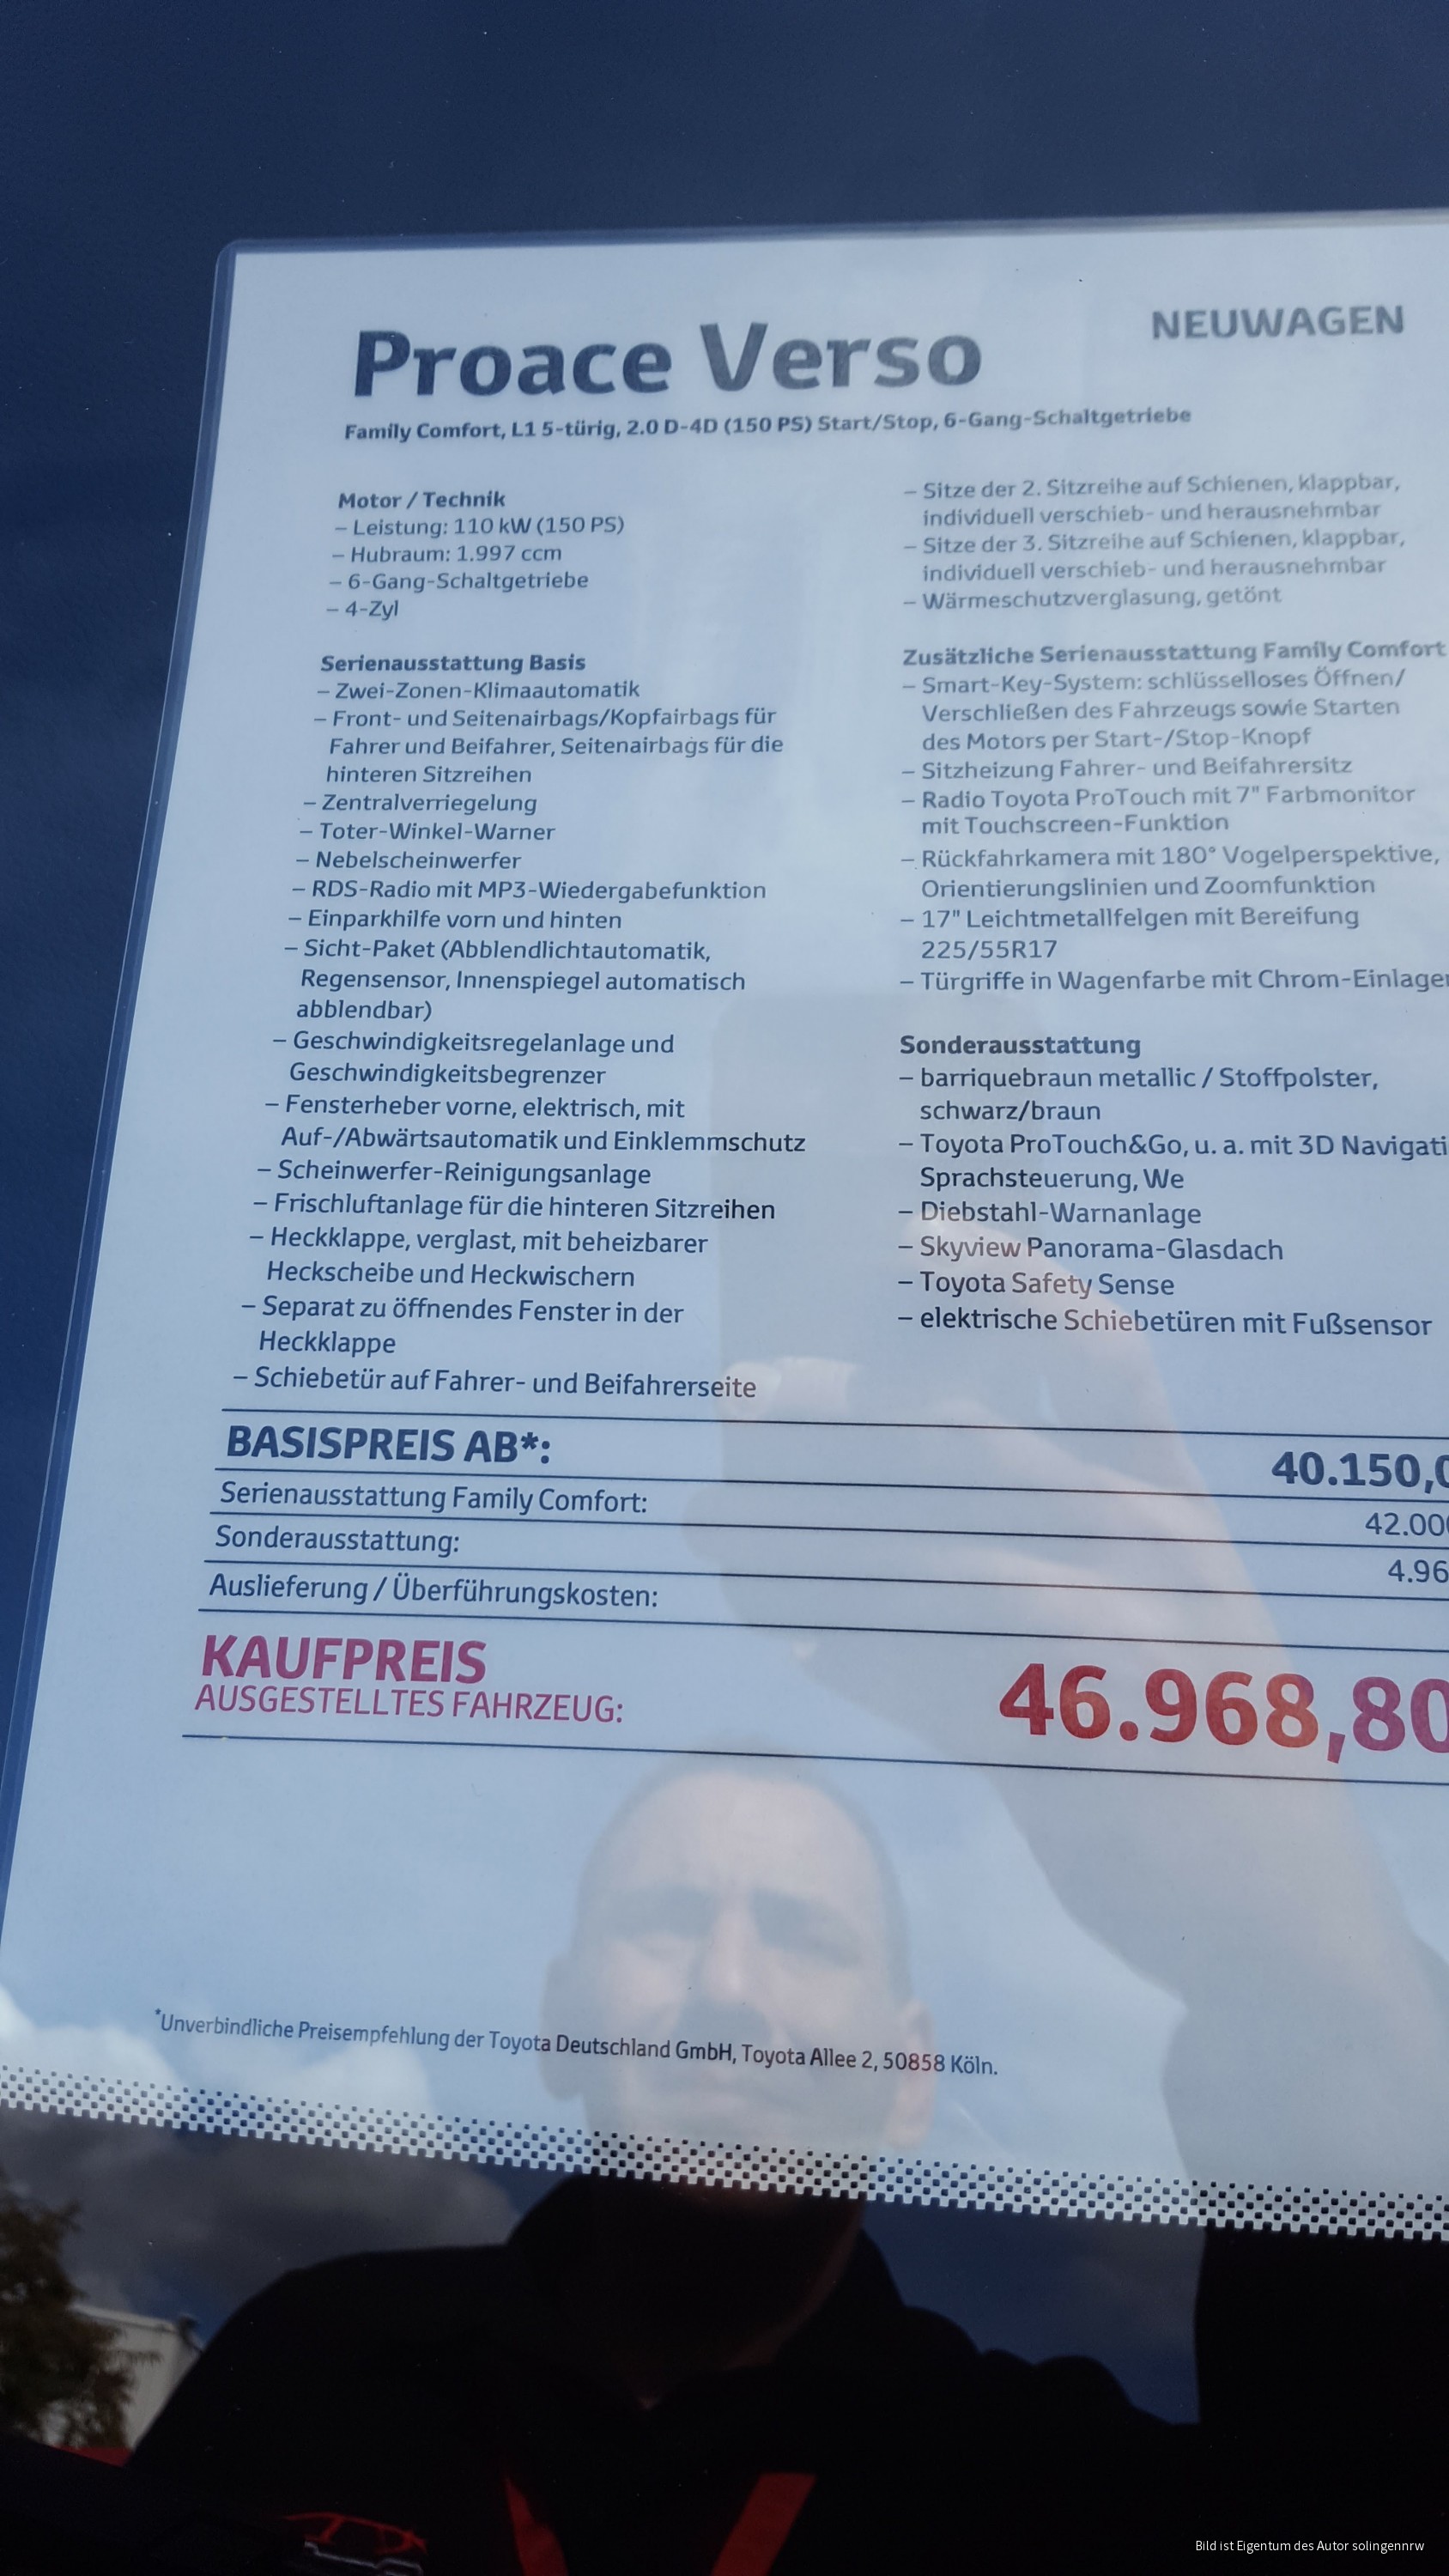 Proace Verso
NEUWAGEN
Family Comfort, L1 5-türig, 2.0 D-4D (150 PS) Start/Stop, 6-Gang-Schaltgetriebe
Motor / Technik
– Leistung: 110 kW (150 PS)
– Hubraum: 1.997 ccm
– 6-Gang-Schaltgetriebe
– 4-Zyl
Serienausstattung Basis
– Zwei-Zonen-Klimaautomatik
– Front- und Seitenairbags/Kopfairbags für
Fahrer und Beifahrer, Seitenairbags für die
hinteren Sitzreihen
– Zentralverriegelung
– Toter-Winkel-Warner
– Nebelscheinwerfer
– RDS-Radio mit MP3-Wiedergabefunktion
– Einparkhilfe vorn und hinten
– Sicht-Paket (Abblendlichtautomatik,
Regensensor, Innenspiegel automatisch
abblendbar)
– Geschwindigkeitsregelanlage und
Geschwindigkeitsbegrenzer
– Fensterheber vorne, elektrisch, mit
Auf-/Abwärtsautomatik und Einklemmschutz
– Scheinwerfer-Reinigungsanlage
– Frischluftanlage für die hinteren Sitzreihen
– Heckklappe, verglast, mit beheizbarer
Heckscheibe und Heckwischern
– Separat zu öffnendes Fenster in der
Heckklappe
– Schiebetür auf Fahrer- und Beifahrerseite
– Sitze der 2. Sitzreihe auf Schienen, klappbar,
individuell verschieb- und herausnehmbar
– Sitze der 3. Sitzreihe auf Schienen, klappbar,
individuell verschieb- und herausnehmbar
– Wärmeschutzverglasung, getönt
Zusätzliche Serienausstattung Family Comfort
– Smart-Key-System: schlüsselloses Öffnen/
Verschließen des Fahrzeugs sowie Starten
des Motors per Start-/Stop-Knopf
– Sitzheizung Fahrer- und Beifahrersitz
– Radio Toyota ProTouch mit 7" Farbmonitor
mit Touchscreen-Funktion
– Rückfahrkamera mit 180° Vogelperspektive,
Orientierungslinien und Zoomfunktion
– 17" Leichtmetallfelgen mit Bereifung
225/55R17
– Türgriffe in Wagenfarbe mit Chrom-Einlagen
Sonderausstattung
– barriquebraun metallic / Stoffpolster,
schwarz/braun
– Toyota ProTouch&Go, u. a. mit 3D Navigati
Sprachsteuerung, We
– Diebstahl-Warnanlage
– Skyview Panorama-Glasdach
– Toyota Safety Sense
– elektrische Schiebetüren mit Fußsensor
BASISPREIS AB*: 40.150,0
Serienausstattung Family Comfort: 42.000
Sonderausstattung: 4.96
Auslieferung / Überführungskosten:
KAUFPREIS
AUSGESTELLTES FAHRZEUG: 46.968,80
*Unverbindliche Preisempfehlung der Toyota Deutschland GmbH, Toyota Allee 2, 50858 Köln.
Bild ist Eigentum des Autor solingennrw